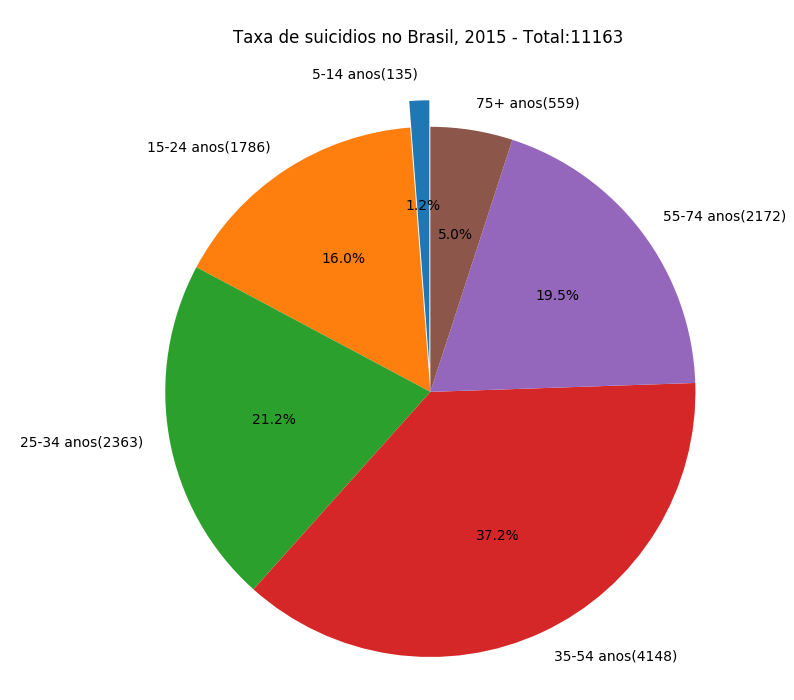 Taxa de suicidios no Brasil, 2015 - Total:11163
5-14 anos(135)
75+ anos(559)
15-24 anos(1786)
55-74 anos(2172)
1.2%
5.0%
16.0%
19.5%
21.2%
25-34 anos(2363)
37.2%
35-54 anos(4148)